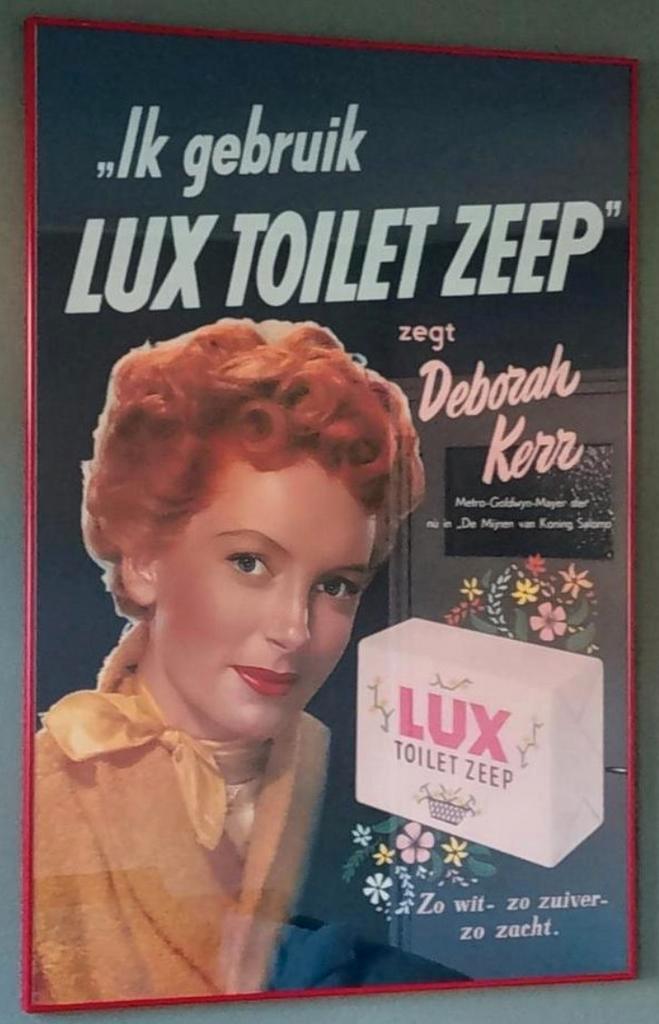 „Ik gebruik
LUX TOILET ZEEP”
zegt
Deborah
Kerr
Metro-Goldwyn-Mayer ster
nu in „De Mijnen van Koning Salomo
LUX
TOILET ZEEP
Zo wit- zo zuiver-
zo zacht.